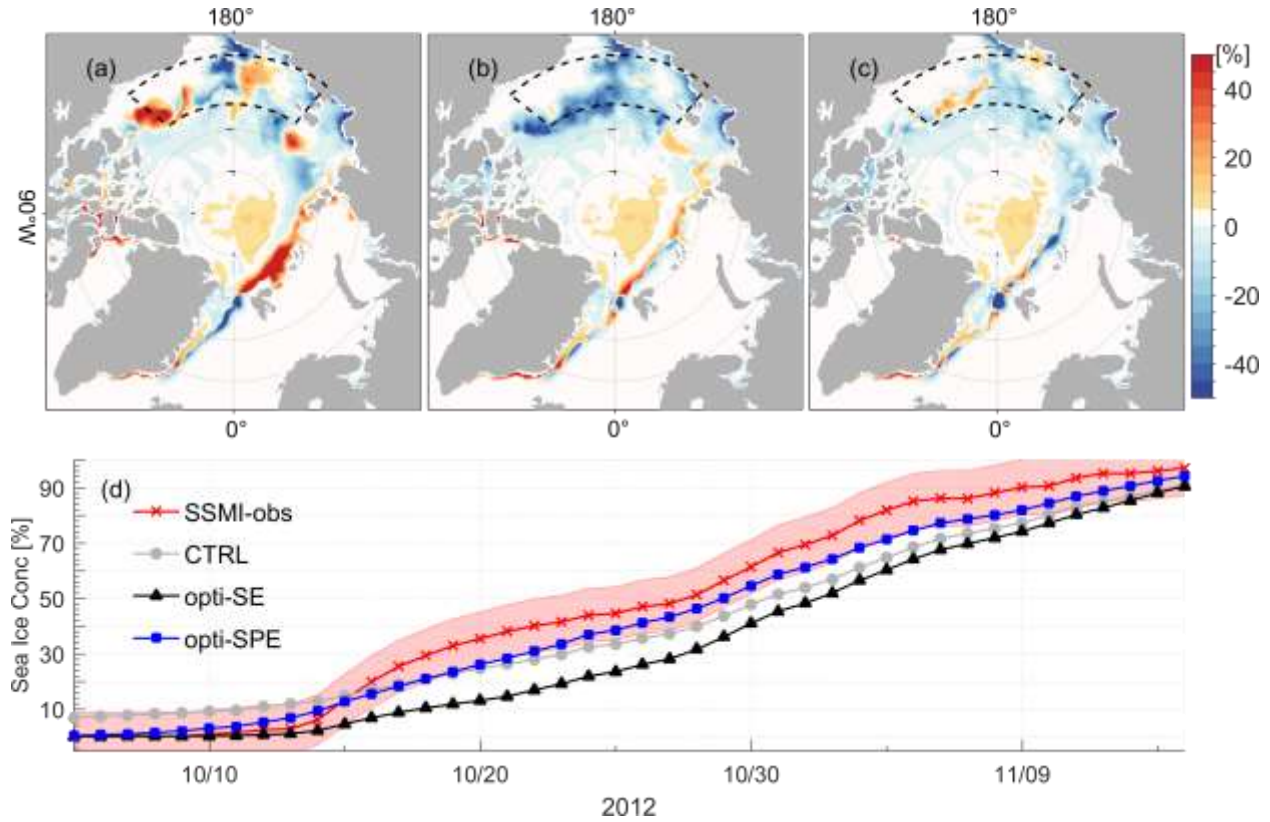 180° 180° 180°
(a) (b) (c) [%]
40
20
0
-20
-40
90°W
0° 0° 0°
(d)
90
70
50
30
10
Sea Ice Conc [%]
SSMI-obs
CTRL
opti-SE
opti-SPE
10/10 10/20 10/30 11/09
2012